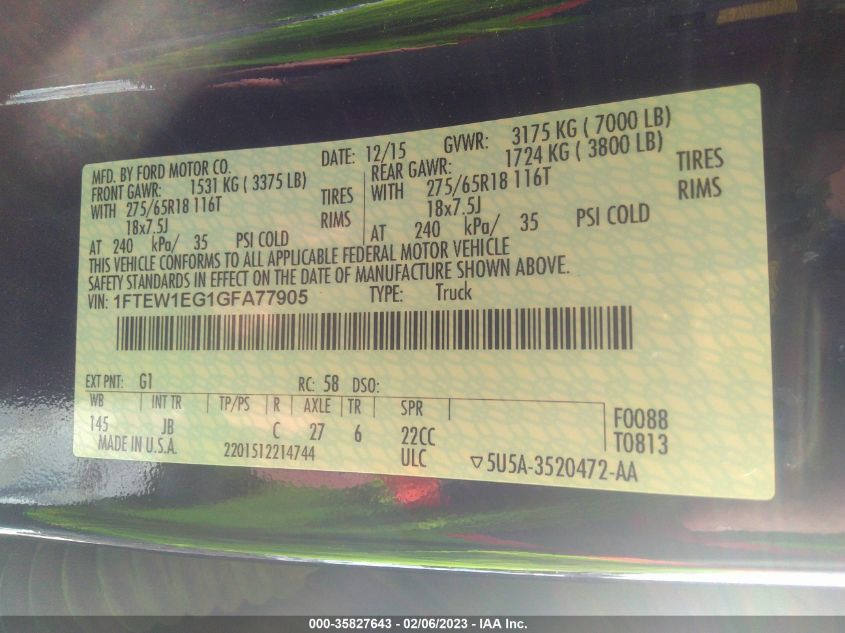 MFD. BY FORD MOTOR CO. DATE: 12/15 GVWR: 3175 KG ( 7000 LB)
FRONT GAWR: 1531 KG ( 3375 LB) REAR GAWR: 1724 KG ( 3800 LB)
WITH 275/65R18 116T TIRES WITH 275/65R18 116T TIRES
18x7.5J RIMS 18x7.5J RIMS
AT 240 kPa/ 35 PSI COLD AT 240 kPa/ 35 PSI COLD
THIS VEHICLE CONFORMS TO ALL APPLICABLE FEDERAL MOTOR VEHICLE
SAFETY STANDARDS IN EFFECT ON THE DATE OF MANUFACTURE SHOWN ABOVE.
VIN: 1FTEW1EG1GFA77905 TYPE: Truck
EXT PNT: G1 RC: 58 DSO:
WB INT TR TP/PS R AXLE TR SPR
145 JB C 27 6 22CC F0088
MADE IN U.S.A. 2201512214744 ULC T0813
▽5U5A-3520472-AA
000-35827643 - 02/06/2023 - IAA Inc.